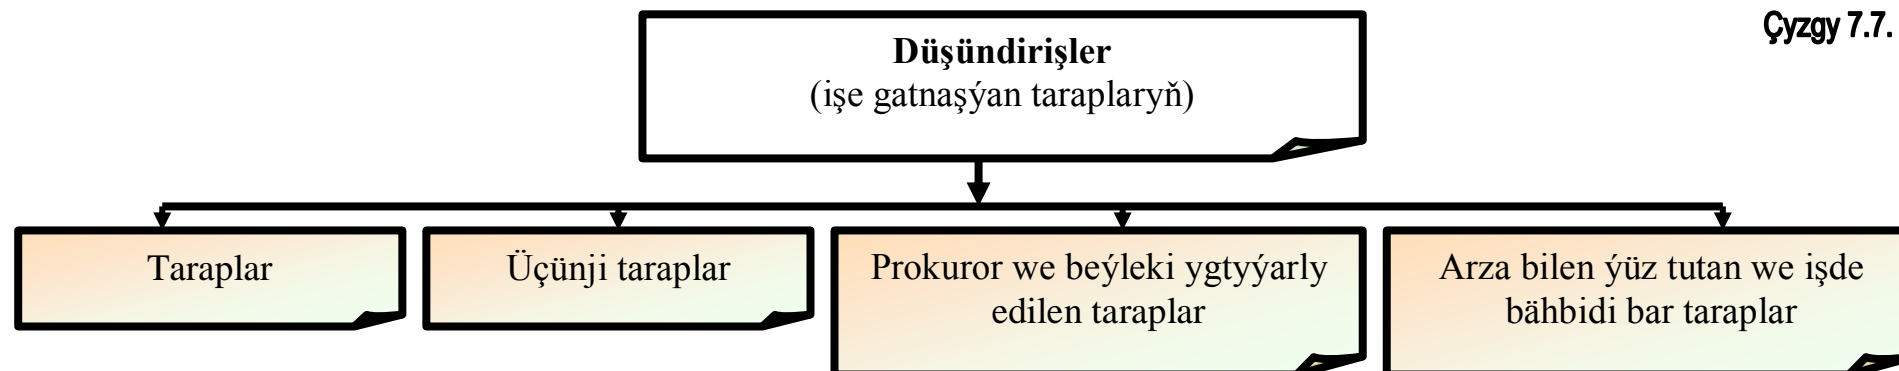 Çyzgy 7.7.
Düşündirişler
(işe gatnaşýan taraplaryň)
Taraplar
Üçünji taraplar
Prokuror we beýleki ygtyýarly
edilen taraplar
Arza bilen ýüz tutan we işde
bähbidi bar taraplar